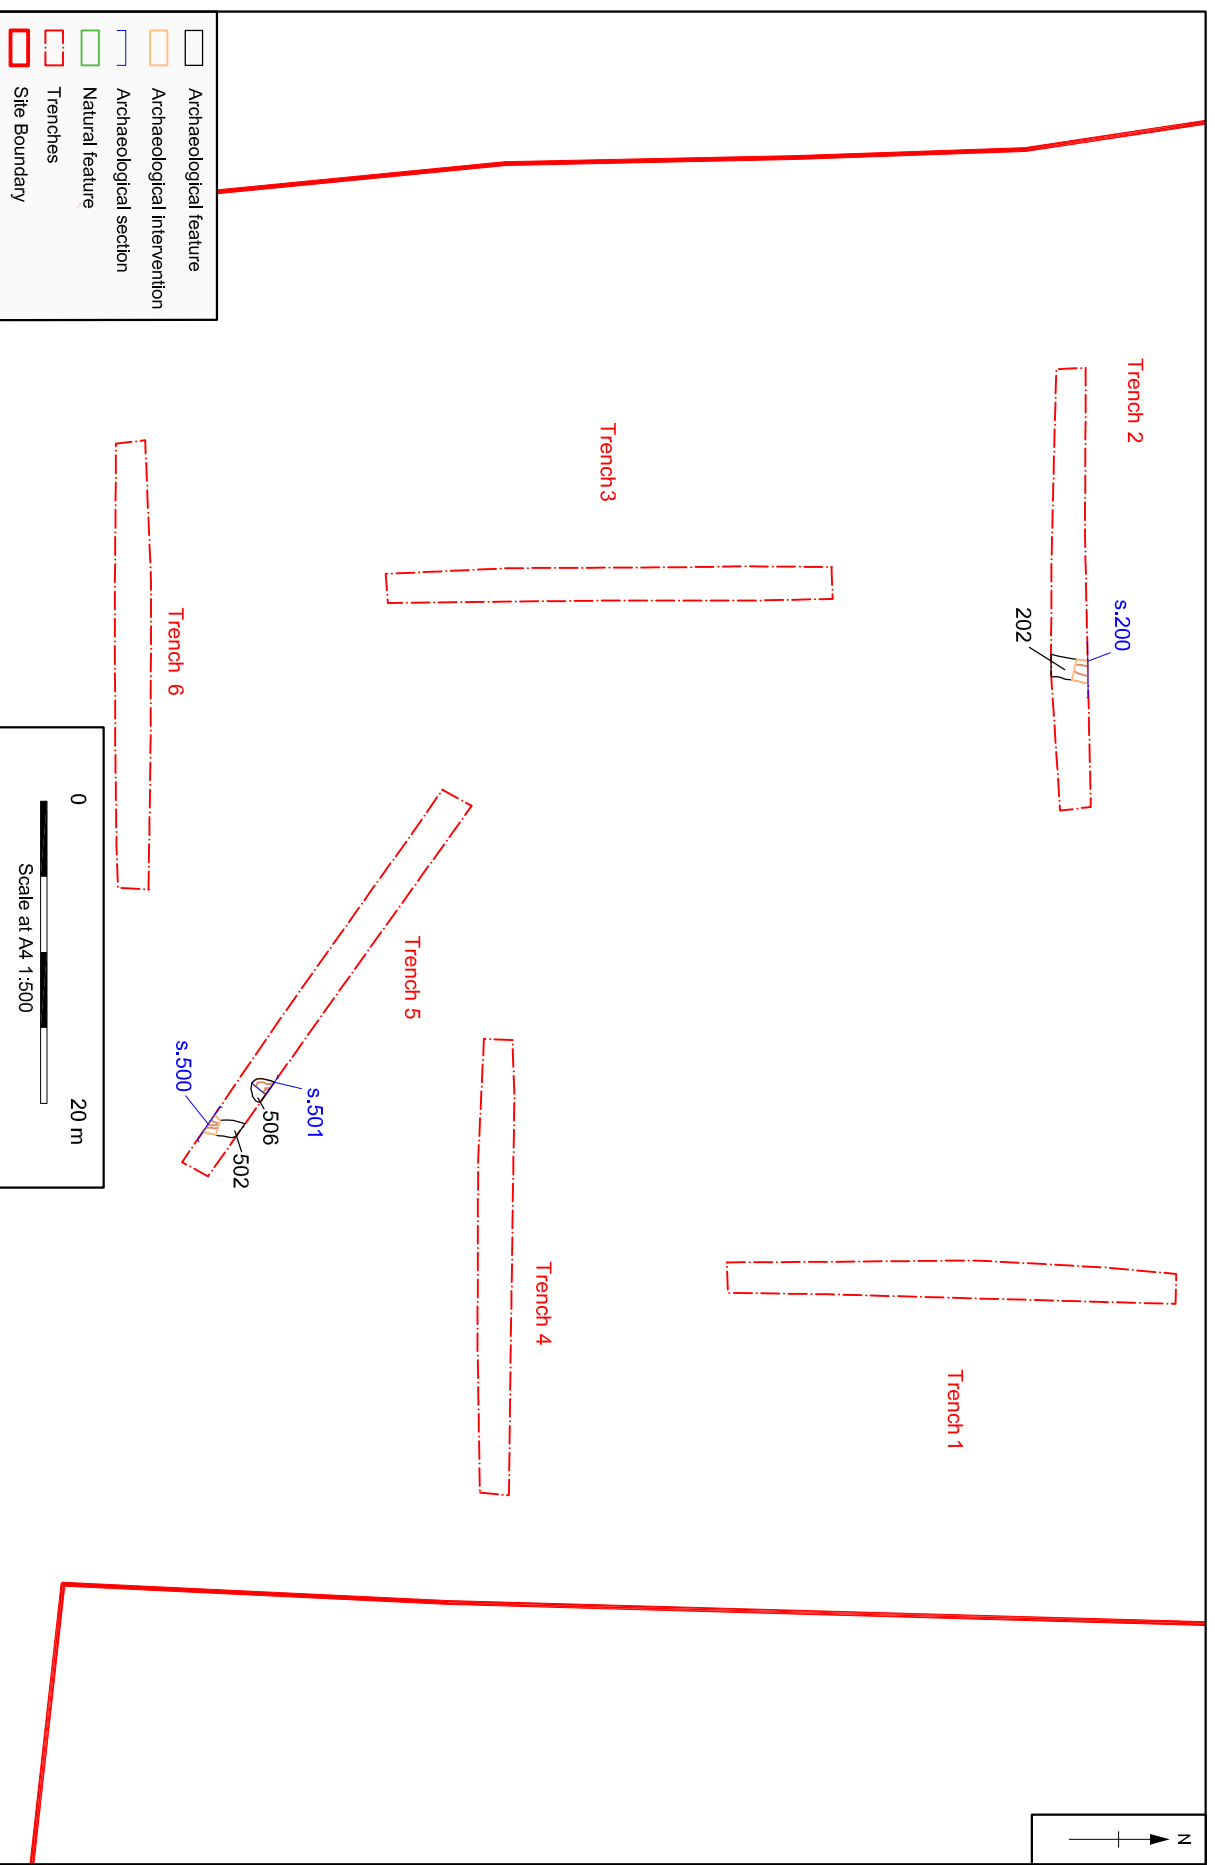 N
Trench 2
s.200
202
Trench 1
Trench3
Trench 4
Trench 5
s.501
506
502
s.500
Trench 6
Archaeological feature
Archaeological intervention
Archaeological section
Natural feature
Trenches
Site Boundary
0
20 m
Scale at A4 1:500